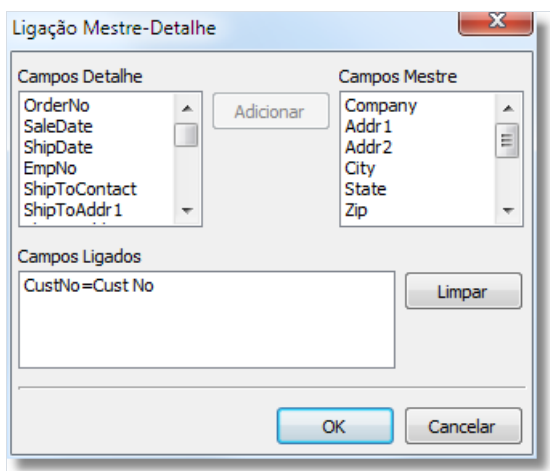 Ligação Mestre-Detalhe
Campos Detalhe
OrderNo
SaleDate
ShipDate
EmpNo
ShipToContact
ShipToAddr1
Adicionar
Campos Mestre
Company
Addr1
Addr2
City
State
Zip
Campos Ligados
CustNo=Cust No
Limpar
OK
Cancelar